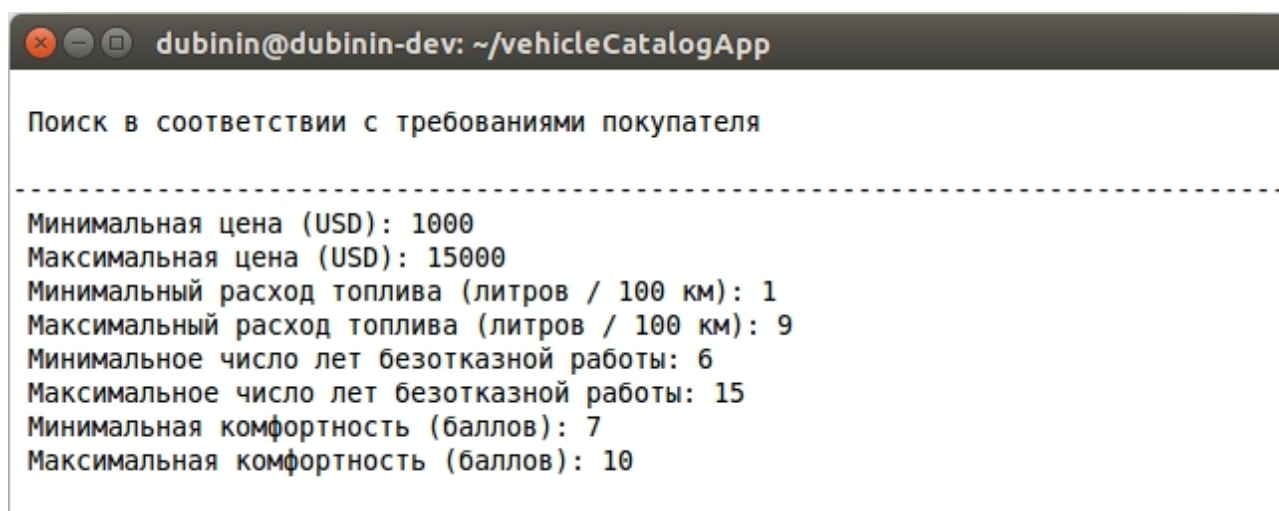 dubinin@dubinin-dev: ~/vehicleCatalogApp
Поиск в соответствии с требованиями покупателя
--------------------------------------------------------------------------------
Минимальная цена (USD): 1000
Максимальная цена (USD): 15000
Минимальный расход топлива (литров / 100 км): 1
Максимальный расход топлива (литров / 100 км): 9
Минимальное число лет безотказной работы: 6
Максимальное число лет безотказной работы: 15
Минимальная комфортность (баллов): 7
Максимальная комфортность (баллов): 10